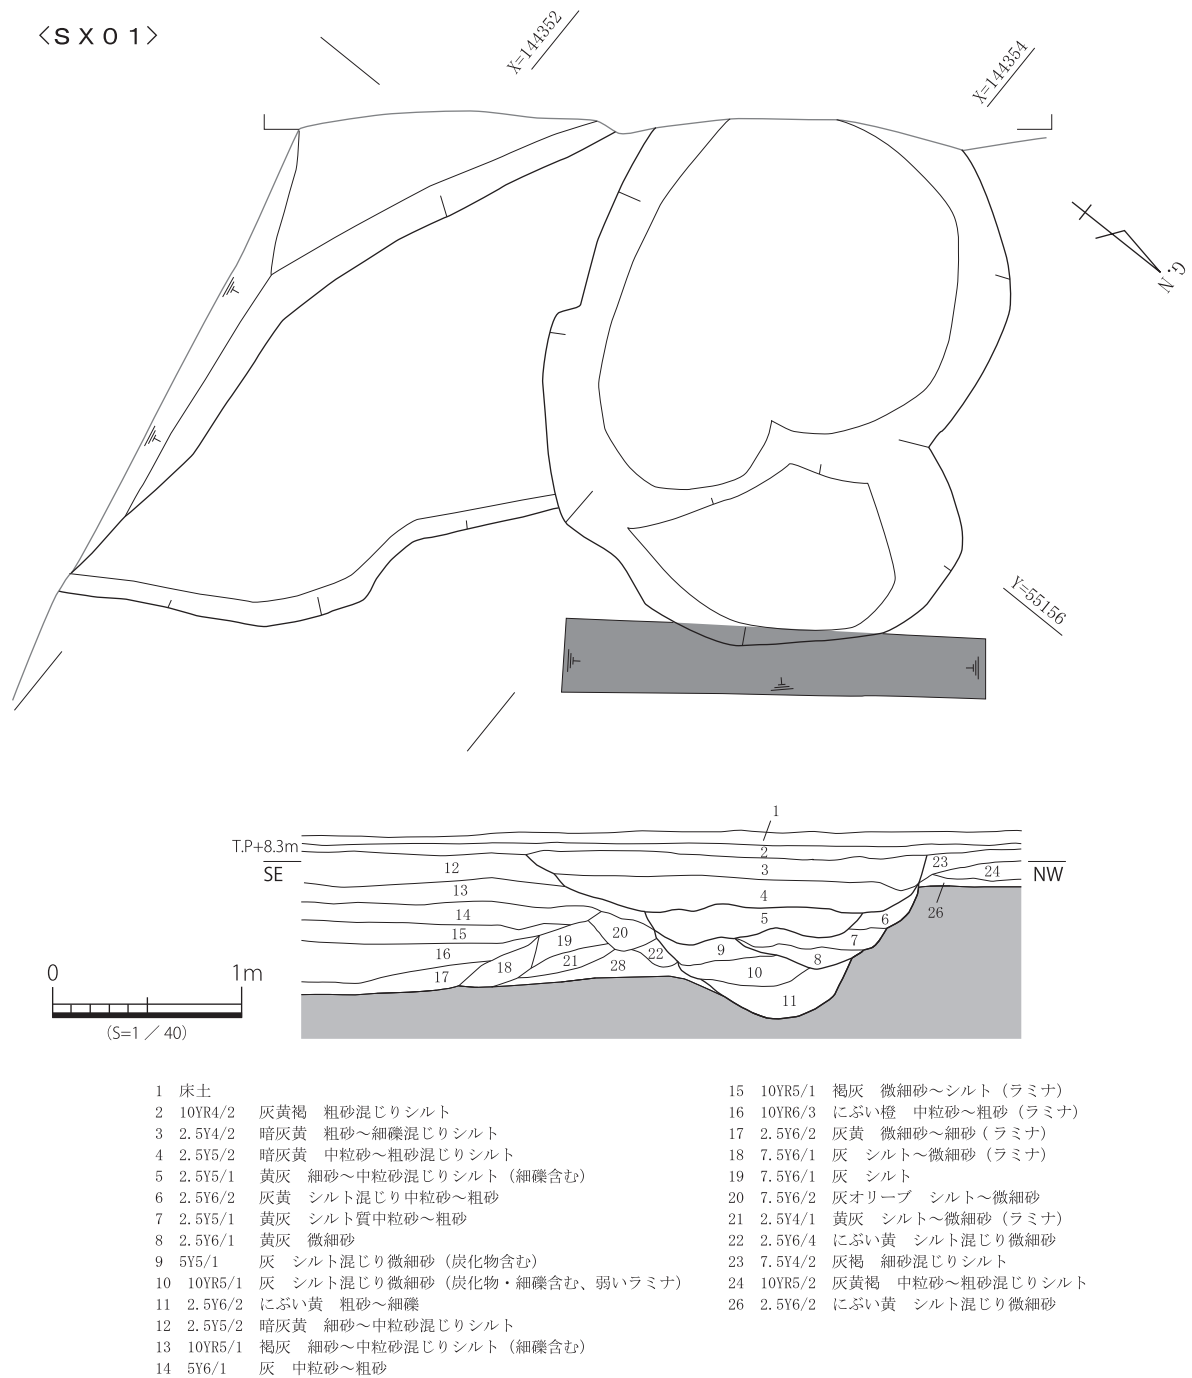 〈ＳＸ０１〉
X=144352
X=144354
G.N
Y=55156
1
T.P+8.3m
2
SE
12
3
23
24
NW
13
4
26
14
5
6
15
19
20
7
16
9
22
8
17
18
21
28
10
11
0 1m
(S=1／40)
1 床土
2 10YR4/2 灰黄褐　粗砂混じりシルト
3 2.5Y4/2 暗灰黄　粗砂～細礫混じりシルト
4 2.5Y5/2 暗灰黄　中粒砂～粗砂混じりシルト
5 2.5Y5/1 黄灰　細砂～中粒砂混じりシルト（細礫含む）
6 2.5Y6/2 灰黄　シルト混じり中粒砂～粗砂
7 2.5Y5/1 黄灰　シルト質中粒砂～粗砂
8 2.5Y6/1 黄灰　微細砂
9 5Y5/1 灰　シルト混じり微細砂（炭化物含む）
10 10YR5/1 灰　シルト混じり微細砂（炭化物・細礫含む、弱いラミナ）
11 2.5Y6/2 にぶい黄　粗砂～細礫
12 2.5Y5/2 暗灰黄　細砂～中粒砂混じりシルト
13 10YR5/1 褐灰　細砂～中粒砂混じりシルト（細礫含む）
14 5Y6/1 灰　中粒砂～粗砂
15 10YR5/1 褐灰　微細砂～シルト（ラミナ）
16 10YR6/3 にぶい橙　中粒砂～粗砂（ラミナ）
17 2.5Y6/2 灰黄　微細砂～細砂（ラミナ）
18 7.5Y6/1 灰　シルト～微細砂（ラミナ）
19 7.5Y6/1 灰　シルト
20 7.5Y6/2 灰オリーブ　シルト～微細砂
21 2.5Y4/1 黄灰　シルト～微細砂（ラミナ）
22 2.5Y6/4 にぶい黄　シルト混じり微細砂
23 7.5Y4/2 灰褐　細砂混じりシルト
24 10YR5/2 灰黄褐　中粒砂～粗砂混じりシルト
26 2.5Y6/2 にぶい黄　シルト混じり微細砂